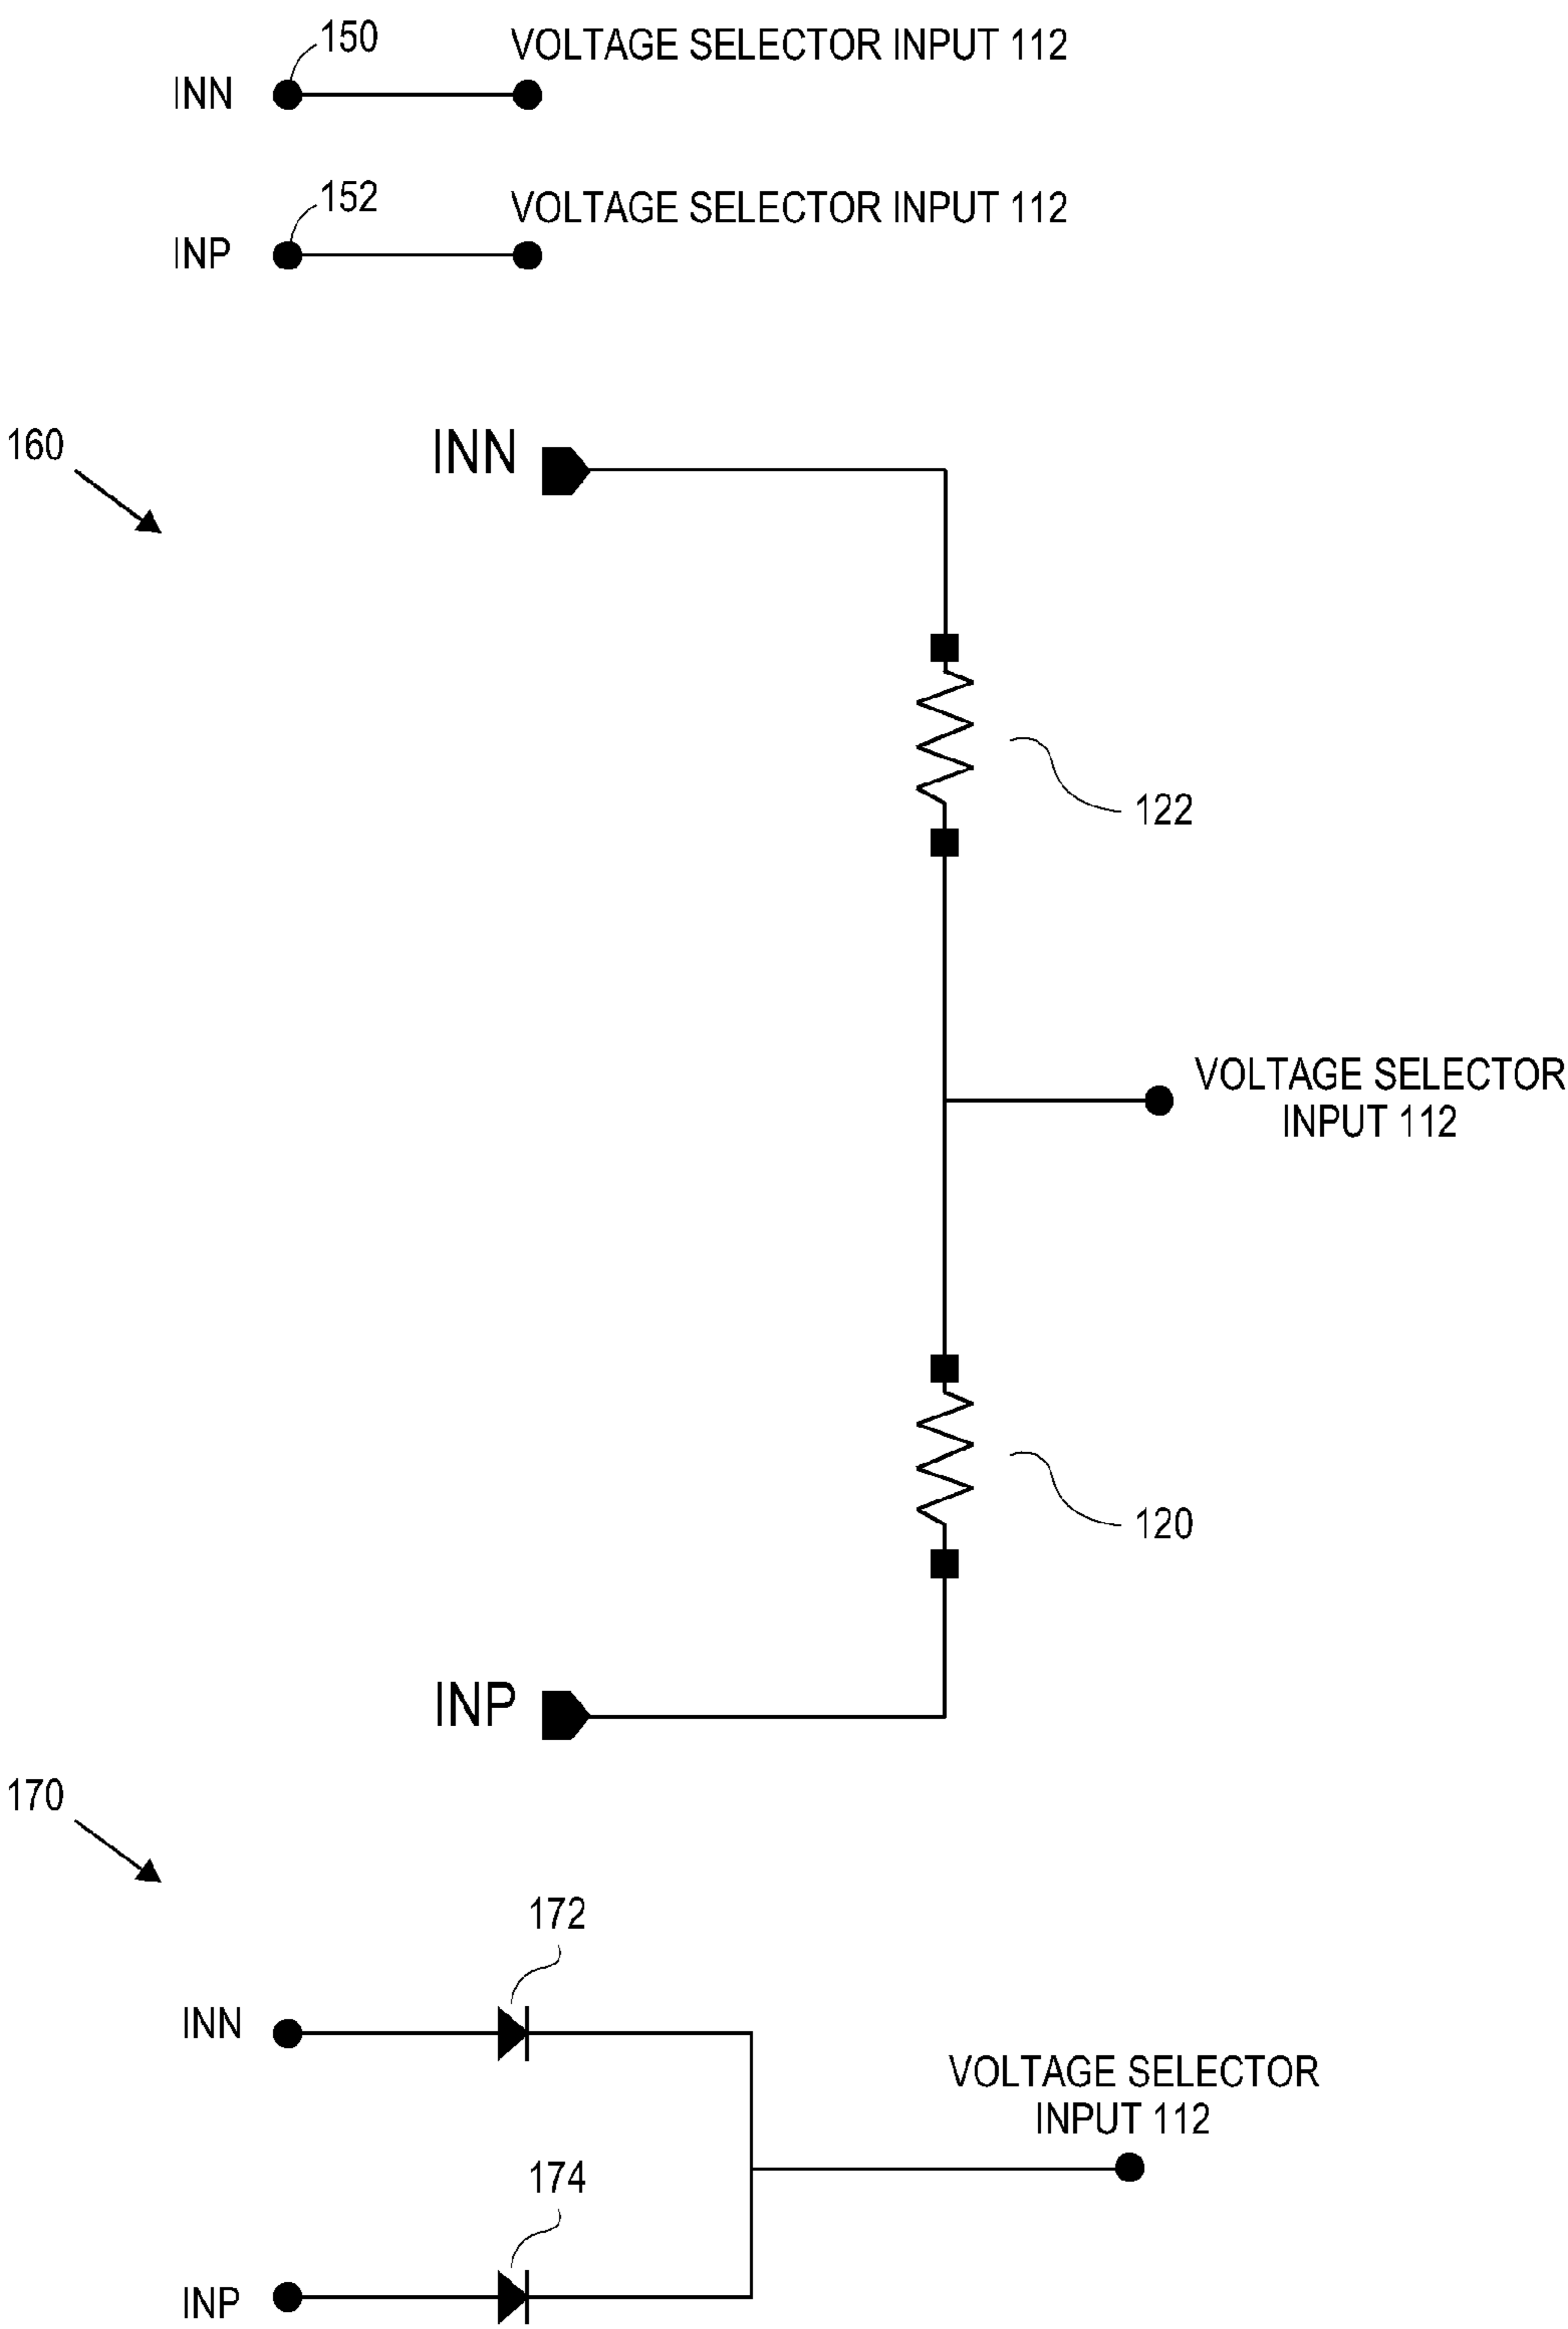 150
VOLTAGE SELECTOR INPUT 112
INN
152
VOLTAGE SELECTOR INPUT 112
INP
160
INN
122
VOLTAGE SELECTOR
INPUT 112
120
INP
170
172
INN
VOLTAGE SELECTOR
INPUT 112
174
INP